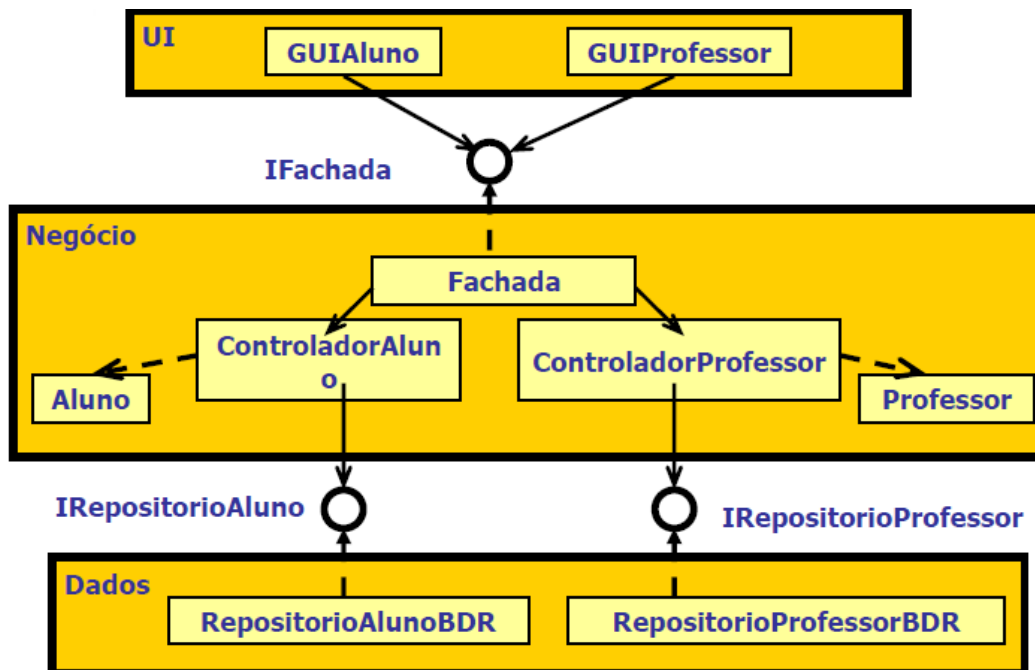 UI
GUIAluno
GUIProfessor
IFachada
Negócio
Fachada
ControladorAlun
o
ControladorProfessor
Aluno
Professor
IRepositorioAluno
IRepositorioProfessor
Dados
RepositorioAlunoBDR
RepositorioProfessorBDR